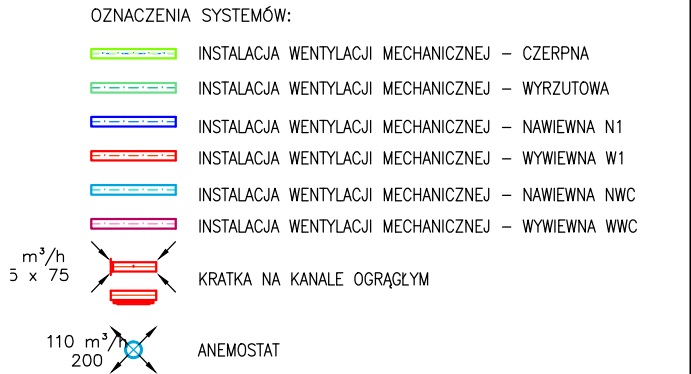 OZNACZENIA SYSTEMÓW:
INSTALACJA WENTYLACJI MECHANICZNEJ – CZERPNA
INSTALACJA WENTYLACJI MECHANICZNEJ – WYRZUTOWA
INSTALACJA WENTYLACJI MECHANICZNEJ – NAWIEWNA N1
INSTALACJA WENTYLACJI MECHANICZNEJ – WYWIEWNA W1
INSTALACJA WENTYLACJI MECHANICZNEJ – NAWIEWNA NWC
INSTALACJA WENTYLACJI MECHANICZNEJ – WYWIEWNA WWC
m³/h
x 75
KRATKA NA KANALE OGRĄGŁYM
110 m³/h
200
ANEMOSTAT